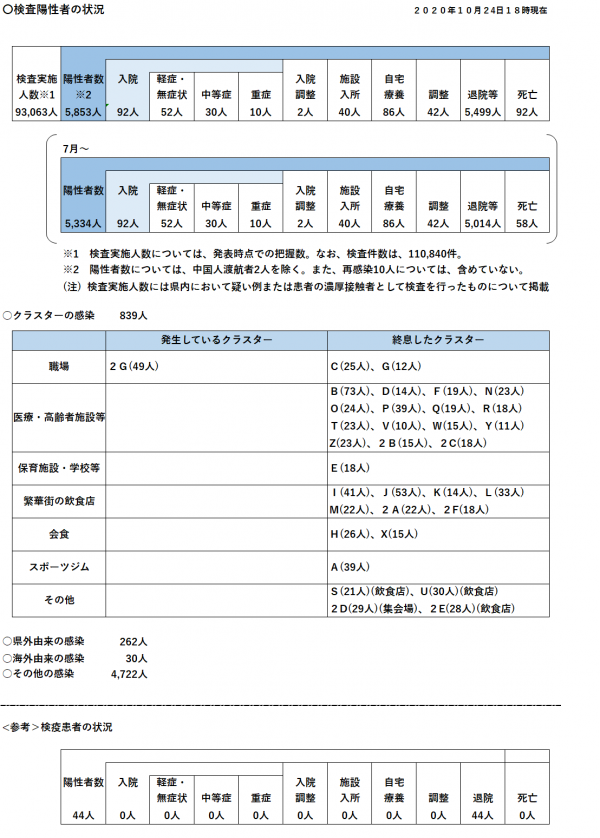 〇検査陽性者の状況
２０２０年１０月２４日１８時現在
検査実施人数※1 陽性者数※2 入院 軽症・無症状 中等症 重症 入院調整 施設入所 自宅療養 調整 退院等 死亡
93,063人 5,853人 92人 52人 30人 10人 2人 40人 86人 42人 5,499人 92人
7月～
陽性者数 入院 軽症・無症状 中等症 重症 入院調整 施設入所 自宅療養 調整 退院等 死亡
5,334人 92人 52人 30人 10人 2人 40人 86人 42人 5,014人 58人
※1　検査実施人数については、発表時点での把握数。なお、検査件数は、110,840件。
※2　陽性者数については、中国人渡航者2人を除く。また、再感染10人については、含めていない。
（注）検査実施人数には県内において疑い例または患者の濃厚接触者として検査を行ったものについて掲載
〇クラスターの感染　839人
発生しているクラスター 終息したクラスター
職場 ２Ｇ(49人) Ｃ(25人)、Ｇ(12人)
医療・高齢者施設等 Ｂ(73人)、Ｄ(14人)、Ｆ(19人)、Ｎ(23人)
Ｏ(24人)、Ｐ(39人)、Ｑ(19人)、Ｒ(18人)
Ｔ(23人)、Ｖ(10人)、Ｗ(15人)、Ｙ(11人)
Ｚ(23人)、２Ｂ(15人)、２Ｃ(18人)
保育施設・学校等 Ｅ(18人)
繁華街の飲食店 Ｉ(41人)、Ｊ(53人)、Ｋ(14人)、Ｌ(33人)
Ｍ(22人)、２Ａ(22人)、２Ｆ(18人)
会食 Ｈ(26人)、Ｘ(15人)
スポーツジム Ａ(39人)
その他 Ｓ(21人)(飲食店)、Ｕ(30人)(飲食店)
２Ｄ(29人)(集会場)、２Ｅ(28人)(飲食店)
〇県外由来の感染　262人
〇海外由来の感染　30人
〇その他の感染　4,722人
＜参考＞検疫患者の状況
陽性者数 入院 軽症・無症状 中等症 重症 入院調整 施設入所 自宅療養 調整 退院 死亡
44人 0人 0人 0人 0人 0人 0人 0人 0人 44人 0人